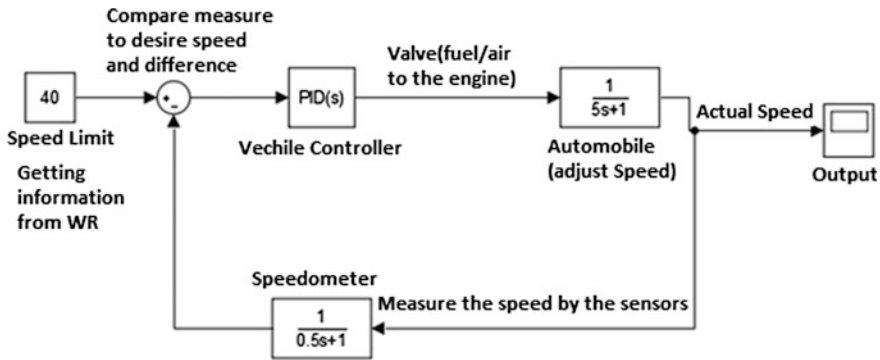 Compare measure
to desire speed
and difference
40
+
-
Speed Limit
Getting
information
from WR
PID(s)
Vechile Controller
Valve(fuel/air
to the engine)
1
5s+1
Automobile
(adjust Speed)
Actual Speed
Output
Speedometer
1
0.5s+1
Measure the speed by the sensors